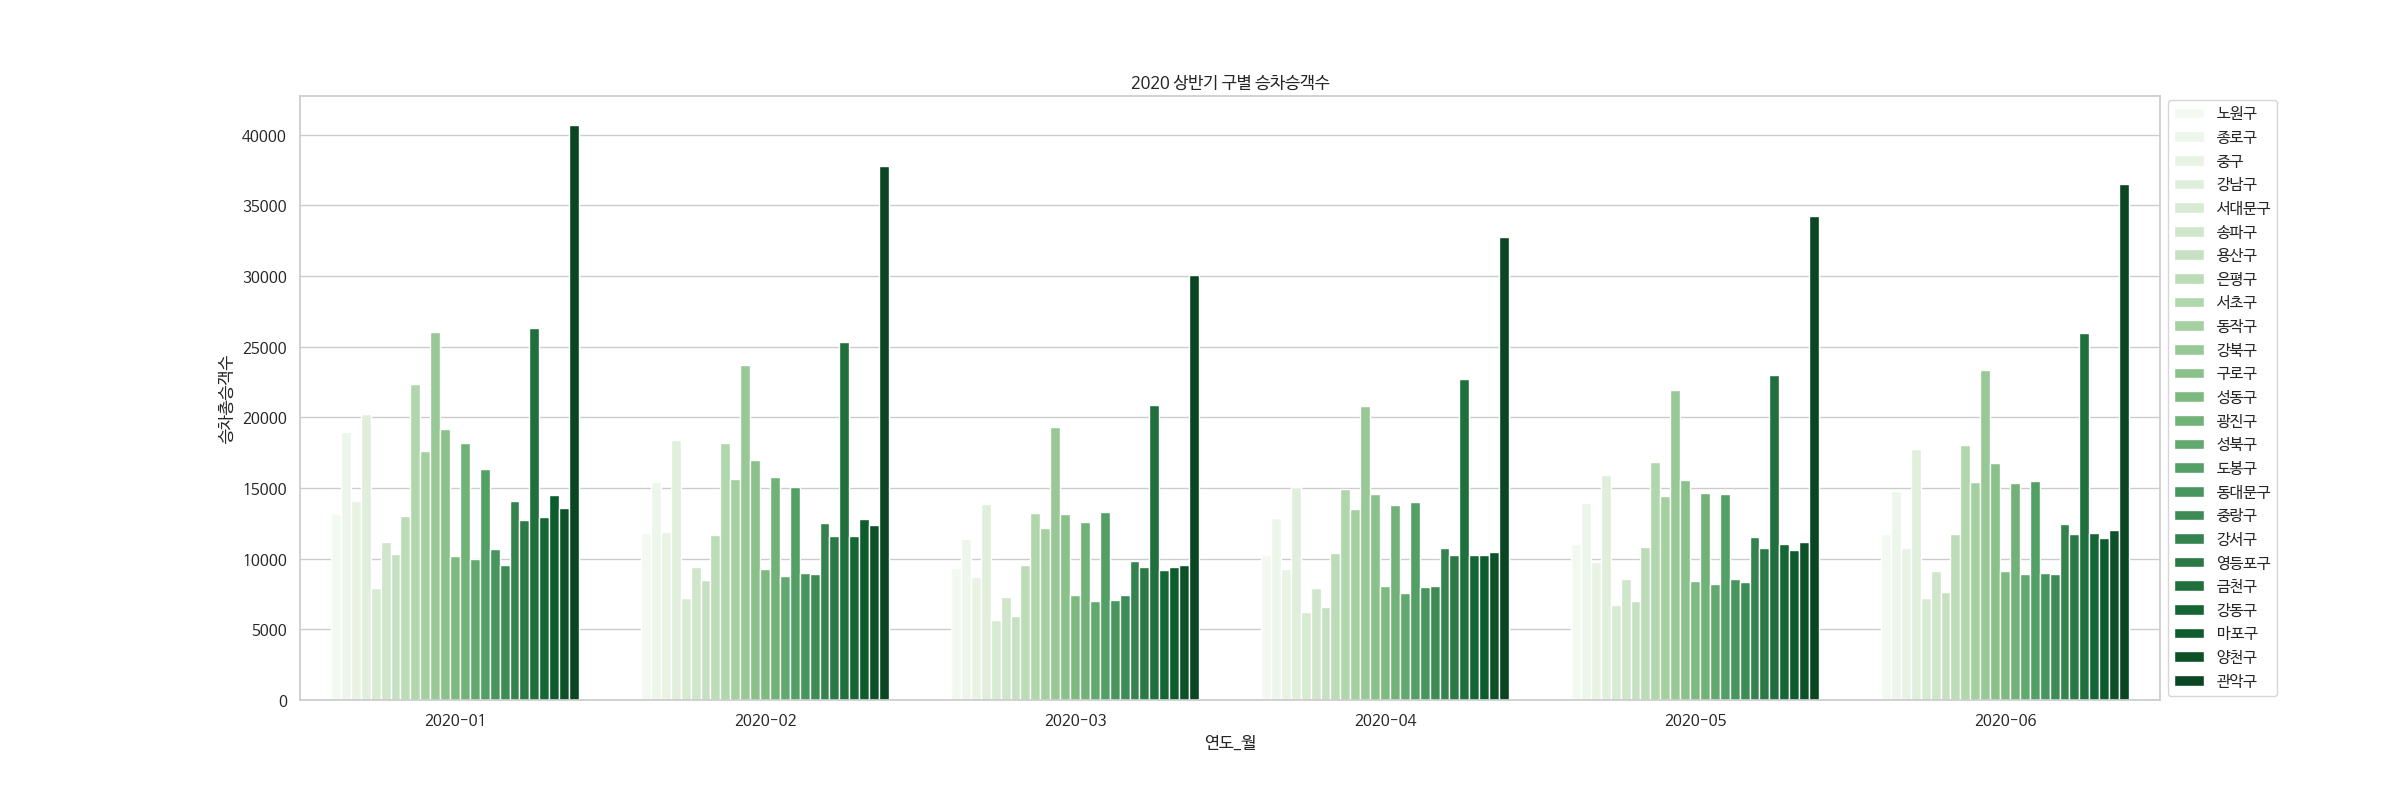 2020 상반기 구별 승차승객수
승차총승객수
40000
35000
30000
25000
20000
15000
10000
5000
0
2020-01
2020-02
2020-03
2020-04
2020-05
2020-06
연도_월
노원구
종로구
중구
강남구
서대문구
송파구
용산구
은평구
서초구
동작구
강북구
구로구
성동구
광진구
성북구
도봉구
동대문구
중랑구
강서구
영등포구
금천구
강동구
마포구
양천구
관악구